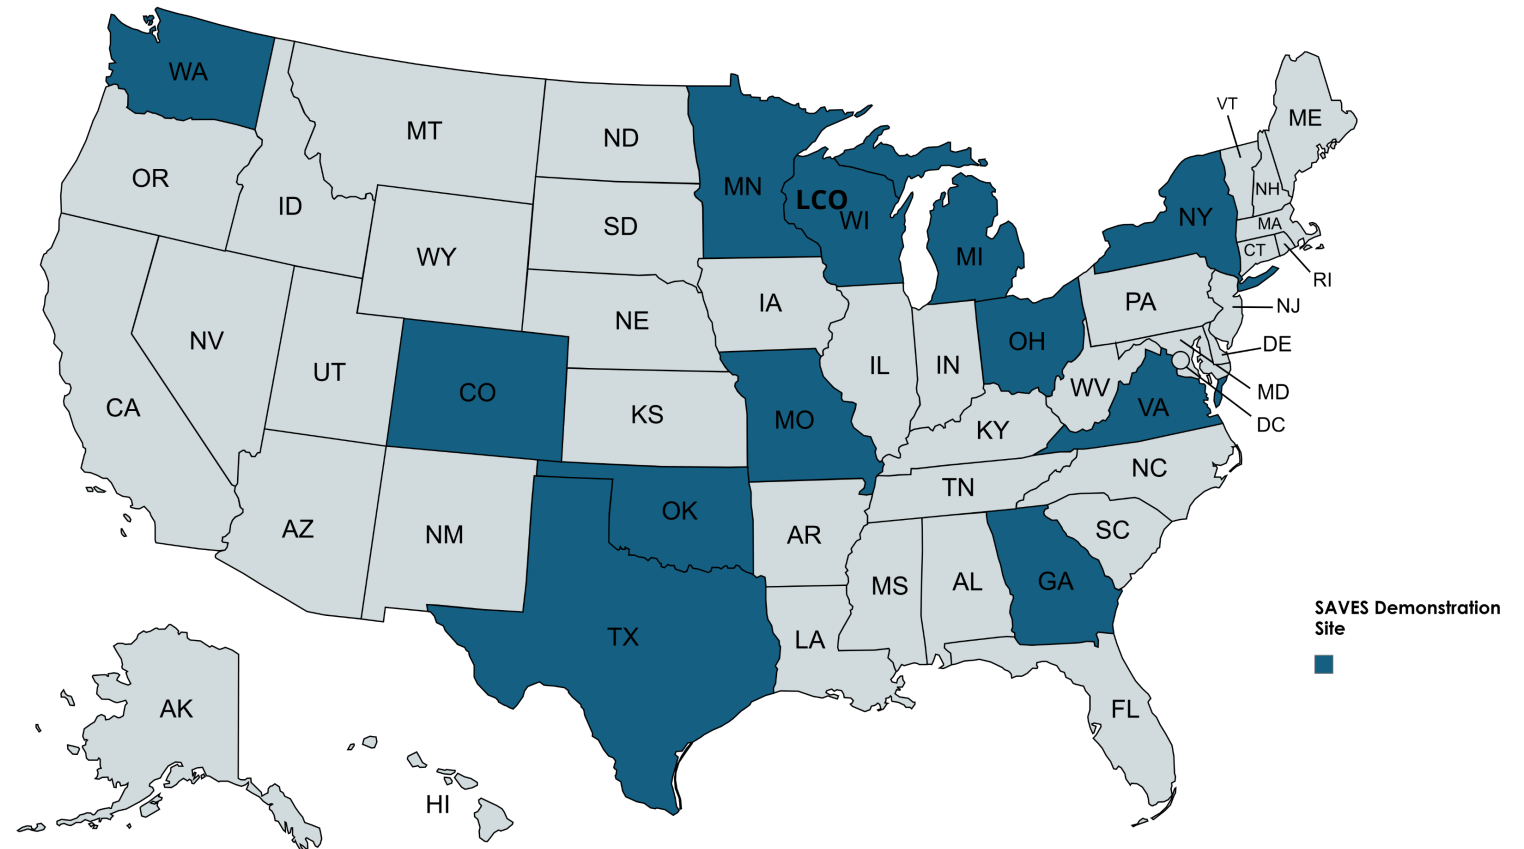 WA
VT
ME
MT
ND
OR
MN
NH
ID
LCO
WI
NY
MA
SD
CT
WY
MI
RI
IA
PA
NJ
NE
NV
OH
DE
UT
IL
IN
CO
WV
MD
CA
KS
MO
VA
DC
KY
NC
TN
OK
AZ
NM
AR
SC
MS
AL
GA
SAVES Demonstration
Site
TX
LA
AK
FL
HI